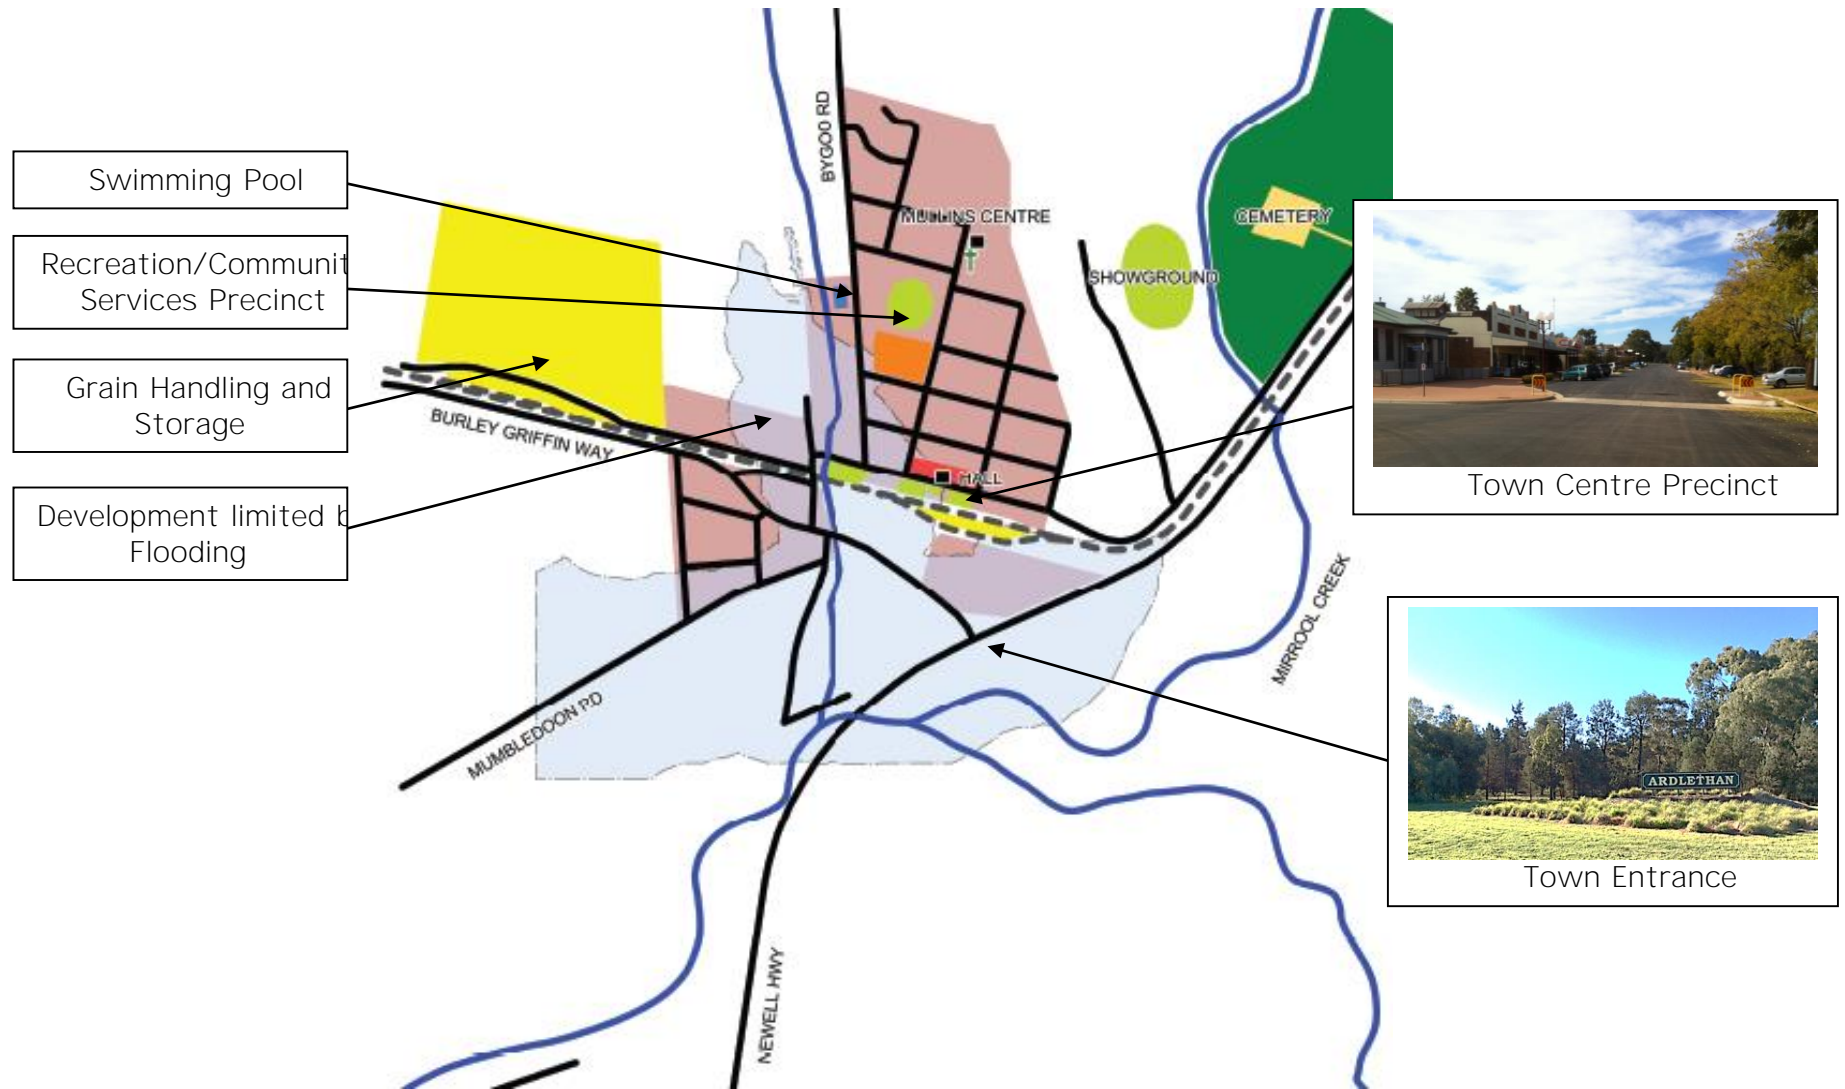 Swimming Pool
Recreation/Communit
Services Precinct
Grain Handling and
Storage
Development limited b
Flooding
BYGOO RD
MULLINS CENTRE
CEMETERY
SHOWGROUND
BURLEY GRIFFIN WAY
HALL
MIRROOL CREEK
MUMBLEDOON RD
NEWELL HWY
Town Centre Precinct
ARDLETHAN
Town Entrance